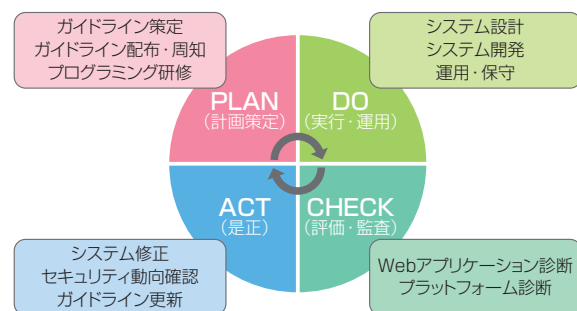 ガイドライン策定
ガイドライン配布・周知
プログラミング研修
システム設計
システム開発
運用・保守
PLAN
(計画策定)
DO
(実行・運用)
ACT
(是正)
CHECK
(評価・監査)
システム修正
セキュリティ動向確認
ガイドライン更新
Webアプリケーション診断
プラットフォーム診断